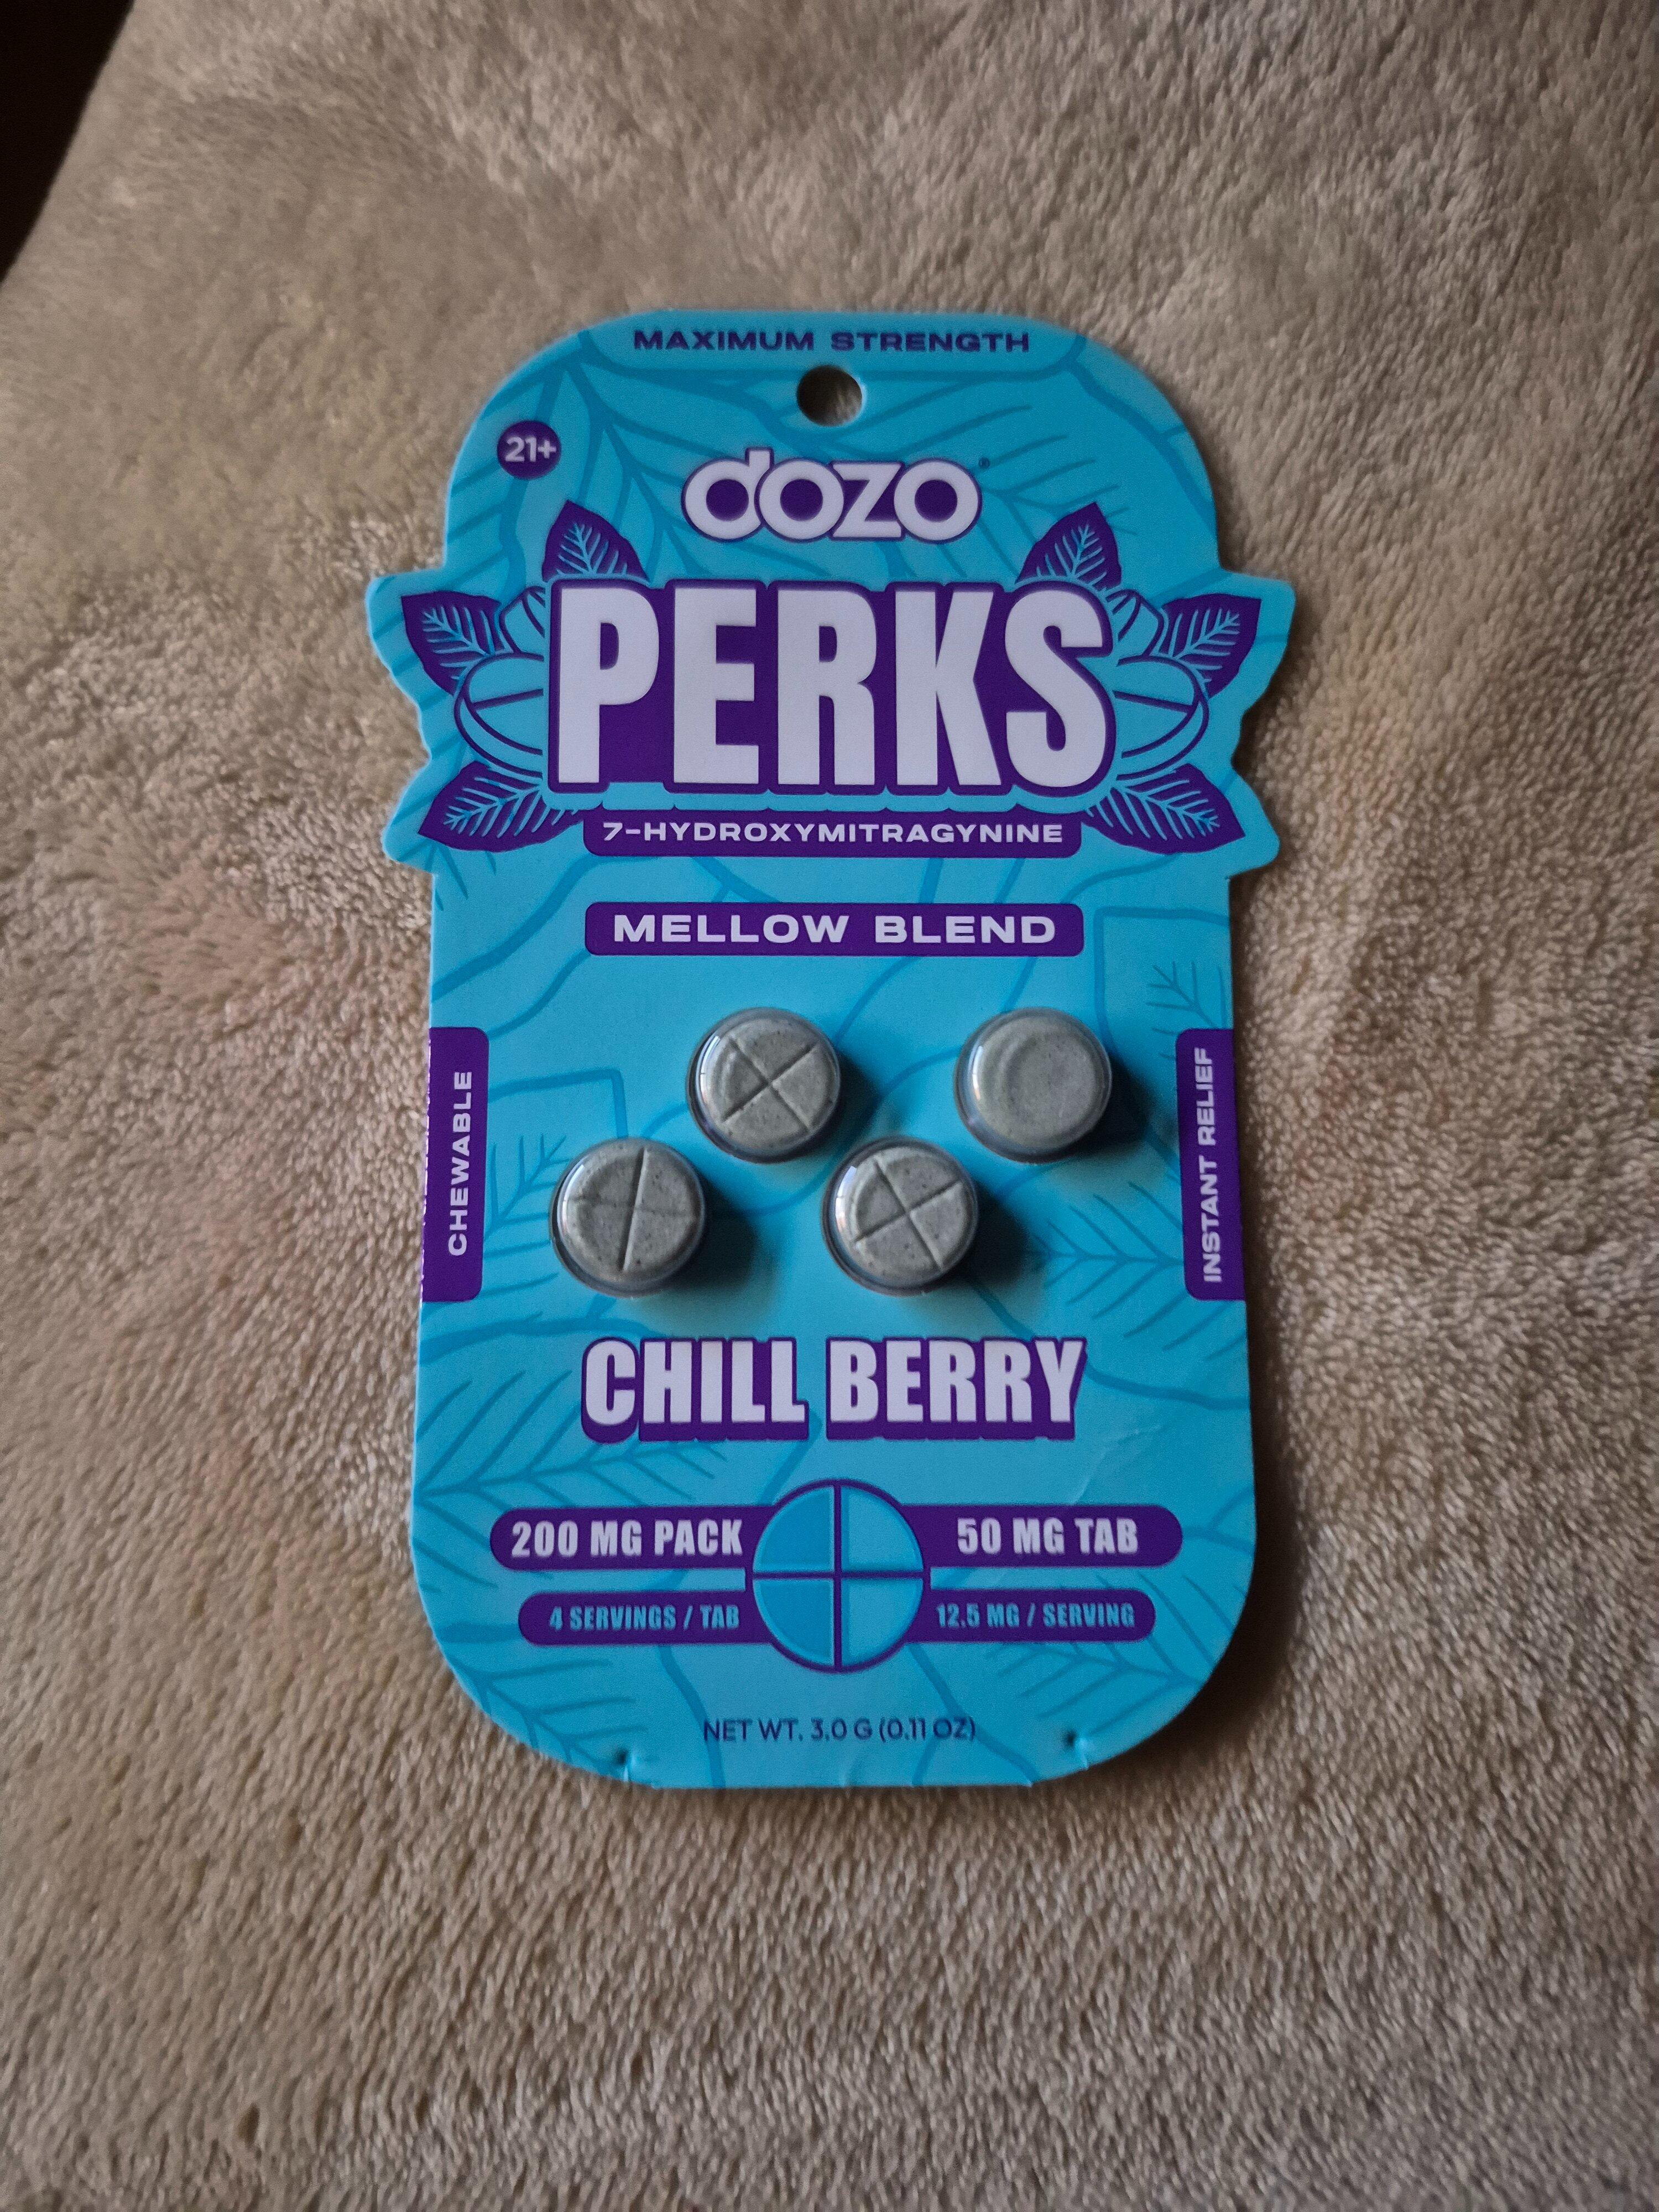 MAXIMUM STRENGTH
21+
dozo®
PERKS
7-HYDROXYMITRAGYNINE
MELLOW BLEND
CHEWABLE
INSTANT RELIEF
CHILL BERRY
200 MG PACK
50 MG TAB
4 SERVINGS / TAB
12.5 MG / SERVING
NET WT. 3.0 G (0.11 OZ)